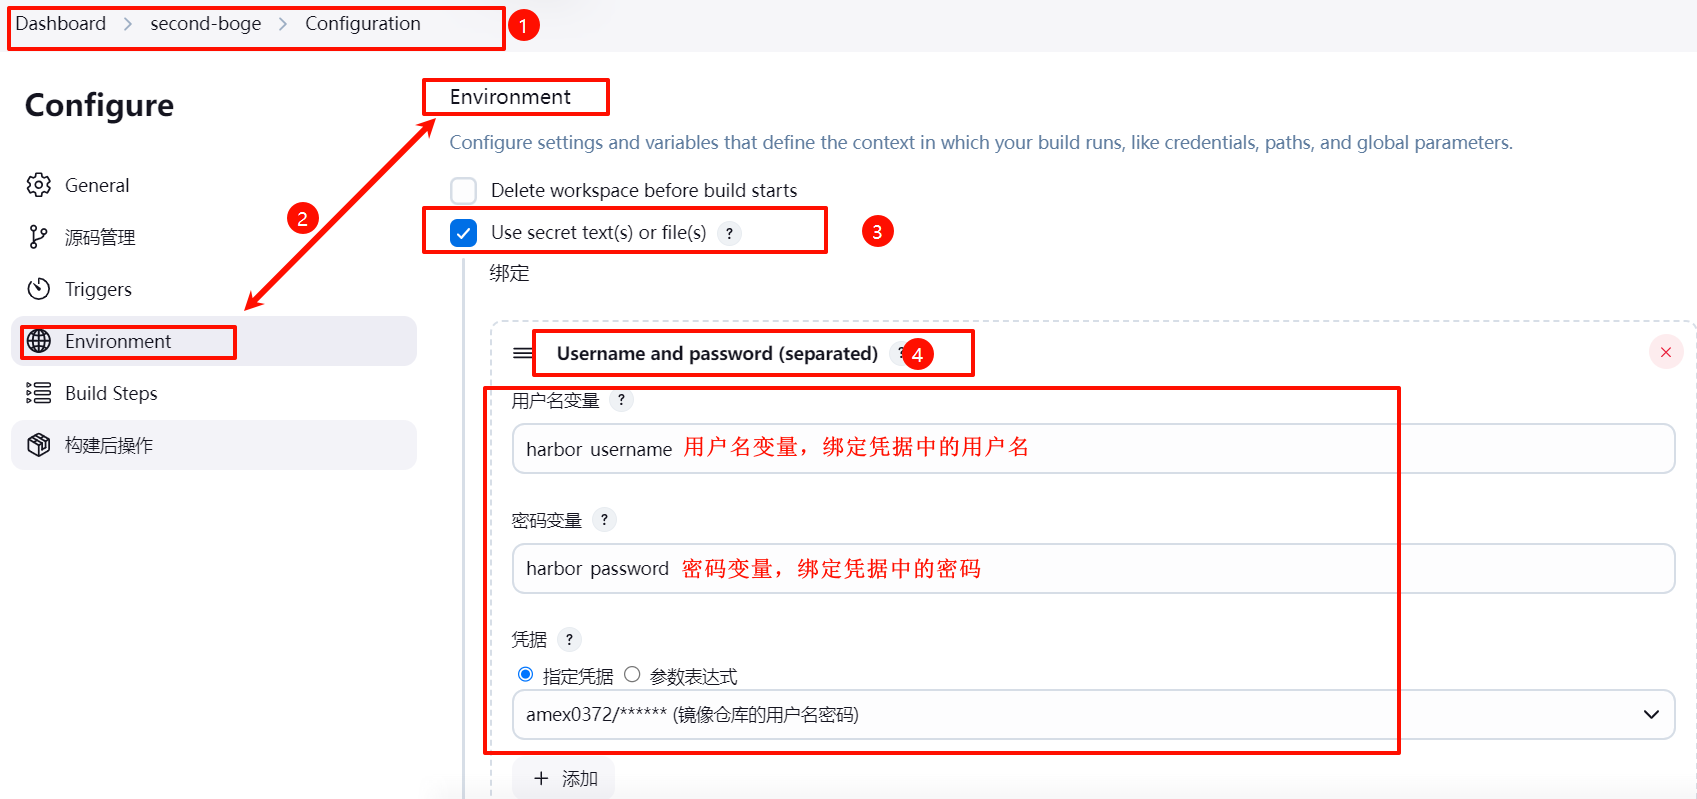 Dashboard > second-boge > Configuration 1
Configure
General
源码管理
Triggers
Environment
Build Steps
构建后操作
2
Environment
Configure settings and variables that define the context in which your build runs, like credentials, paths, and global parameters.
Delete workspace before build starts
Use secret text(s) or file(s) ? 3
绑定
Username and password (separated) ? 4
用户名变量 ?
harbor username 用户名变量，绑定凭据中的用户名
密码变量 ?
harbor password 密码变量，绑定凭据中的密码
凭据 ?
指定凭据 参数表达式
amex0372/****** (镜像仓库的用户名密码)
+ 添加